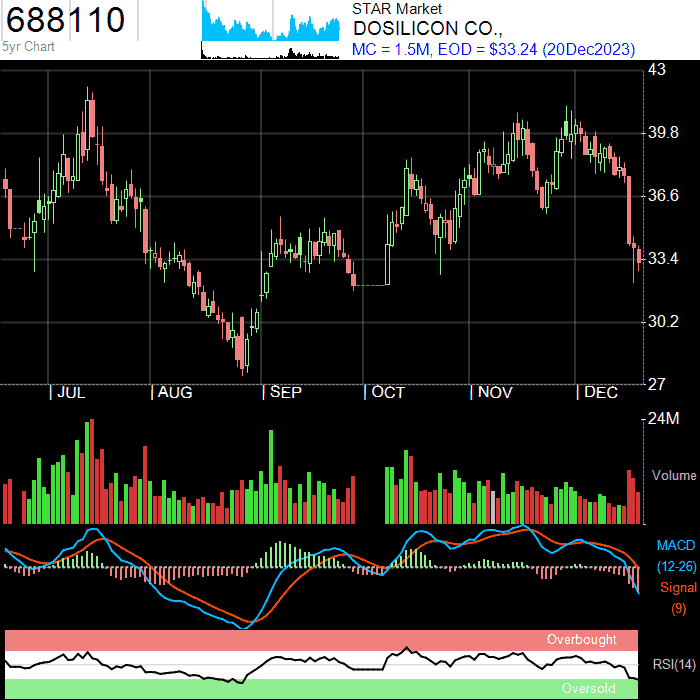 688110
5yr Chart
STAR Market
DOSILICON CO.,
MC = 1.5M, EOD = $33.24 (20Dec2023)
43
39.8
36.6
33.4
30.2
27
| JUL | AUG | SEP | OCT | NOV | DEC
24M
Volume
MACD
(12-26)
Signal
(9)
Overbought
RSI(14)
Oversold